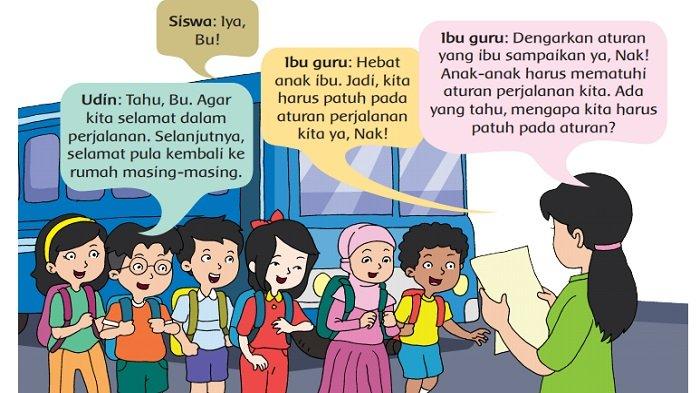 Ibu guru: Dengarkan aturan
yang ibu sampaikan ya, Nak!
Anak-anak harus mematuhi
aturan perjalanan kita. Ada
yang tahu, mengapa kita harus
patuh pada aturan?
Udin: Tahu, Bu. Agar
kita selamat dalam
perjalanan. Selanjutnya,
selamat pula kembali ke
rumah masing-masing.
Ibu guru: Hebat
anak ibu. Jadi, kita
harus patuh pada
aturan perjalanan
kita ya, Nak!
Siswa: Iya,
Bu!